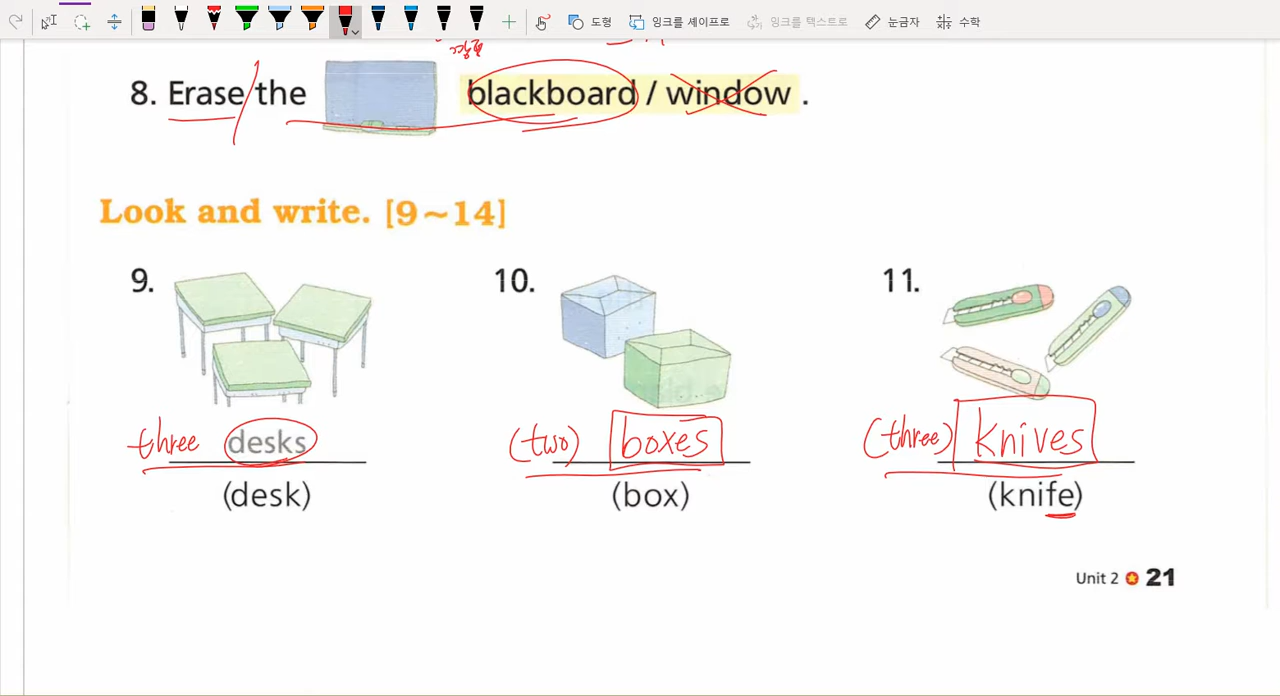 도형 잉크를 셰이프로 잉크를 텍스트로 눈금자 수학
칠판
8. Erase the blackboard / window .
Look and write. [9~14]
9. 10. 11.
three desks (two) boxes (three) knives
(desk) (box) (knife)
Unit 2 21